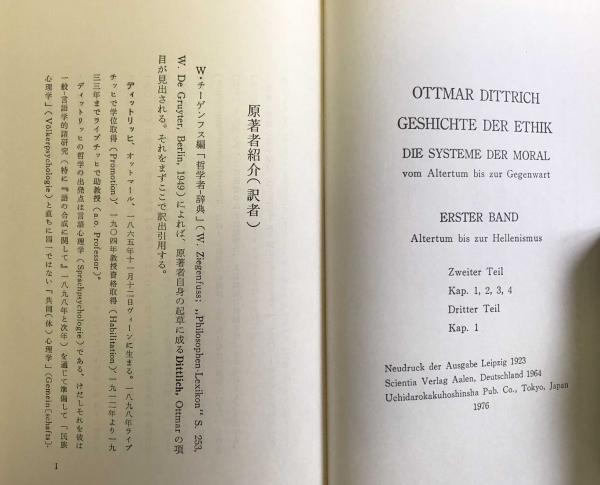 OTTMAR DITTRICH
GESHICHTE DER ETHIK
DIE SYSTEME DER MORAL
vom Altertum bis zur Gegenwart
ERSTER BAND
Altertum bis zur Hellenismus
Zweiter Teil
Kap. 1, 2, 3, 4
Dritter Teil
Kap. 1
Neudruck der Ausgabe Leipzig 1923
Scientia Verlag Aalen, Deutschland 1964
Uchidarokakuhoshinsha Pub. Co., Tokyo, Japan
1976
原著者紹介(訳者)
W・チーゲンフス編「哲学者-辞典」(W. Ziegenfuss; „Philosophen-Lexikon“ S. 253,
W. De Gruyter, Berlin, 1949) によれば、原著者自身の起草に成る Dittlich, Ottmar の項
目が見出される。それをまずここで訳出引用する。
ディットリッヒ、オットマール、一八六五年十一月十二日ヴィーンに生まる。一八九八年ライプ
チッヒで学位取得(Promotion)、一九〇四年教授資格取得(Habilitation)、一九一二年より一九
三三年までライプチッヒで助教授(a.o. Professor)。
ディットリッヒの哲学の出発点は言語心理学(Sprachpsychologie)である、けだしそれを彼は
一般-言語学的諸研究(特に『語の合成に関して』一八九八年と次年)を通じて準備して「民族
心理学」(Völkerpsychologie)と直ちに同一ではない「共同(体)心理学」(Gemein[schafts]-
1